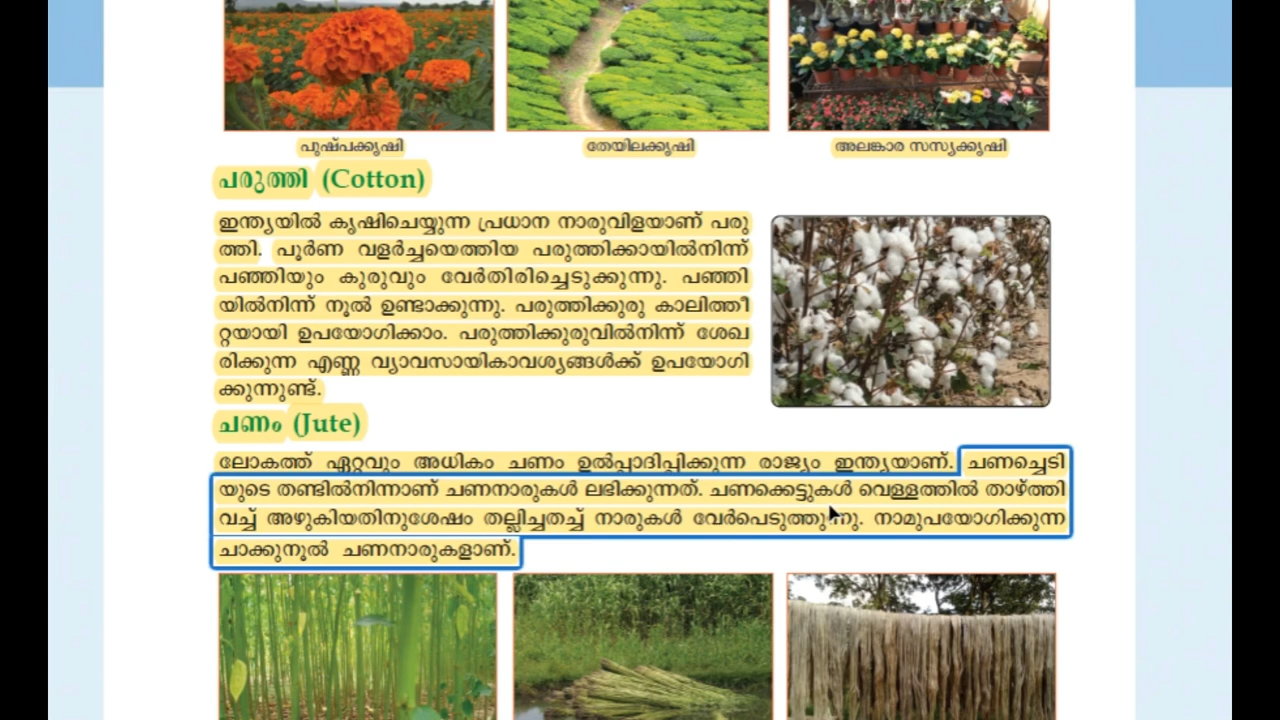 പുഷ്പക്കൃഷി തേയിലക്കൃഷി അലങ്കാര സസ്യക്കൃഷി
പരുത്തി (Cotton)
ഇന്ത്യയിൽ കൃഷിചെയ്യുന്ന പ്രധാന നാരുവിളയാണ് പരു
ത്തി. പൂർണ വളർച്ചയെത്തിയ പരുത്തിക്കായിൽനിന്ന്
പഞ്ഞിയും കുരുവും വേർതിരിച്ചെടുക്കുന്നു. പഞ്ഞി
യിൽനിന്ന് നൂൽ ഉണ്ടാക്കുന്നു. പരുത്തിക്കുരു കാലിത്തീ
റ്റയായി ഉപയോഗിക്കാം. പരുത്തിക്കുരുവിൽനിന്ന് ശേഖ
രിക്കുന്ന എണ്ണ വ്യാവസായികാവശ്യങ്ങൾക്ക് ഉപയോഗി
ക്കുന്നുണ്ട്.
ചണം (Jute)
ലോകത്ത് ഏറ്റവും അധികം ചണം ഉൽപ്പാദിപ്പിക്കുന്ന രാജ്യം ഇന്ത്യയാണ്. ചണച്ചെടി
യുടെ തണ്ടിൽനിന്നാണ് ചണനാരുകൾ ലഭിക്കുന്നത്. ചണക്കെട്ടുകൾ വെള്ളത്തിൽ താഴ്ത്തി
വച്ച് അഴുകിയതിനുശേഷം തല്ലിച്ചതച്ച് നാരുകൾ വേർപെടുത്തുന്നു. നാമുപയോഗിക്കുന്ന
ചാക്കുനൂൽ ചണനാരുകളാണ്.